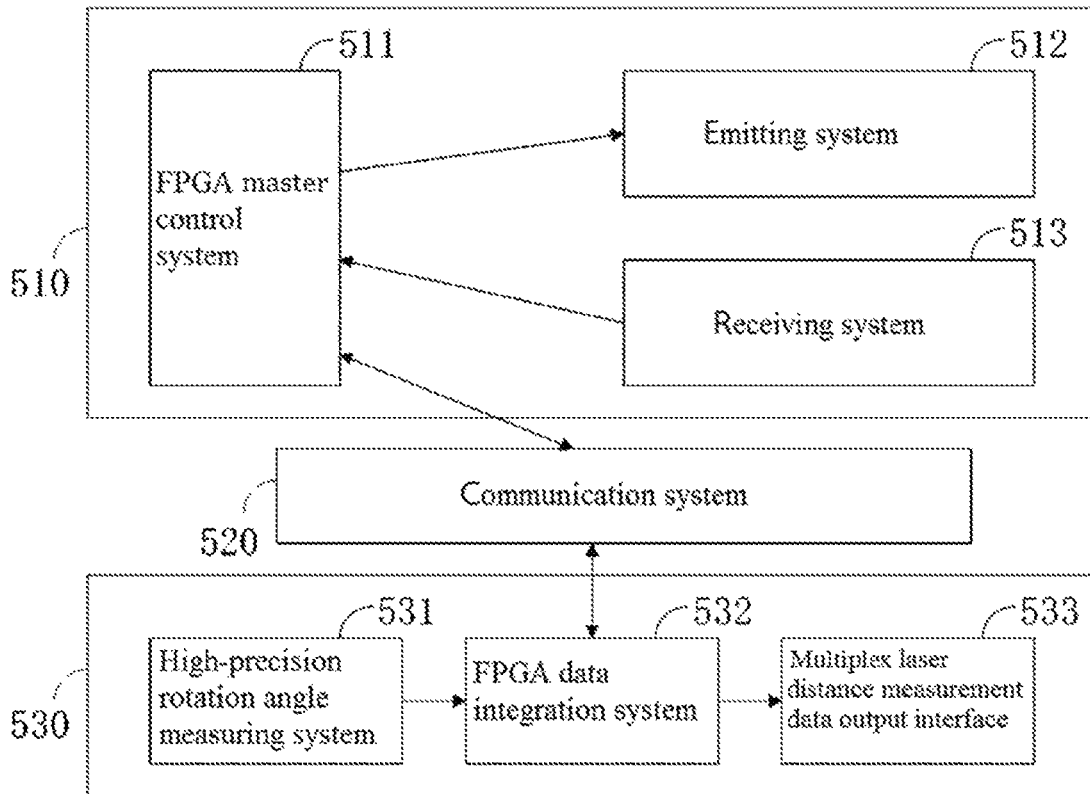 511
512
FPGA master
control
system
Emitting system
510
513
Receiving system
Communication system
520
531
532
533
High-precision
rotation angle
measuring system
FPGA data
integration system
Multiplex laser
distance measurement
data output interface
530